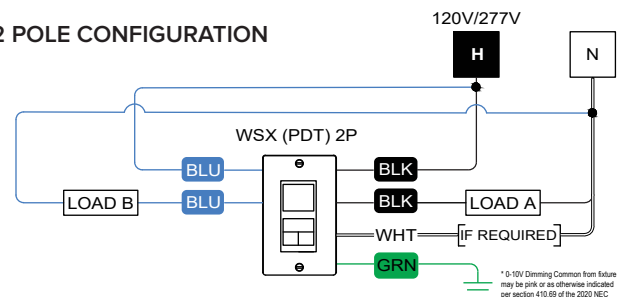 2 POLE CONFIGURATION
120V/277V
H
N
WSX (PDT) 2P
BLU
BLK
LOAD B
BLU
BLK
LOAD A
WHT
IF REQUIRED
GRN
* 0-10V Dimming Common from fixture
may be pink or as otherwise indicated
per section 410.69 of the 2020 NEC